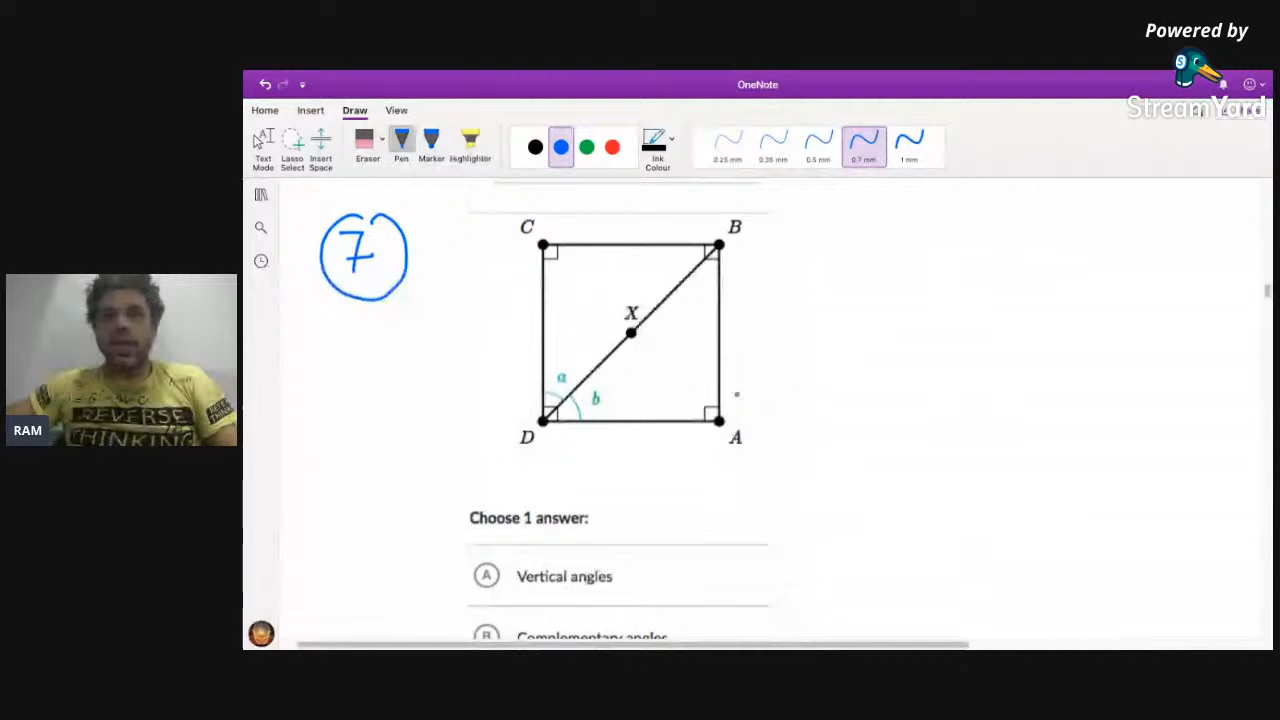 Powered by
StreamYard
OneNote
Home Insert Draw View
Text Mode
Lasso Select
Insert Space
Eraser
Pen
Marker
Highlighter
Ink Colour
0.25 mm
0.35 mm
0.5 mm
0.7 mm
1 mm
7
C B
X
a
b
D A
REVERSE
THINKING
RAM
Choose 1 answer:
A Vertical angles
B Complementary angles